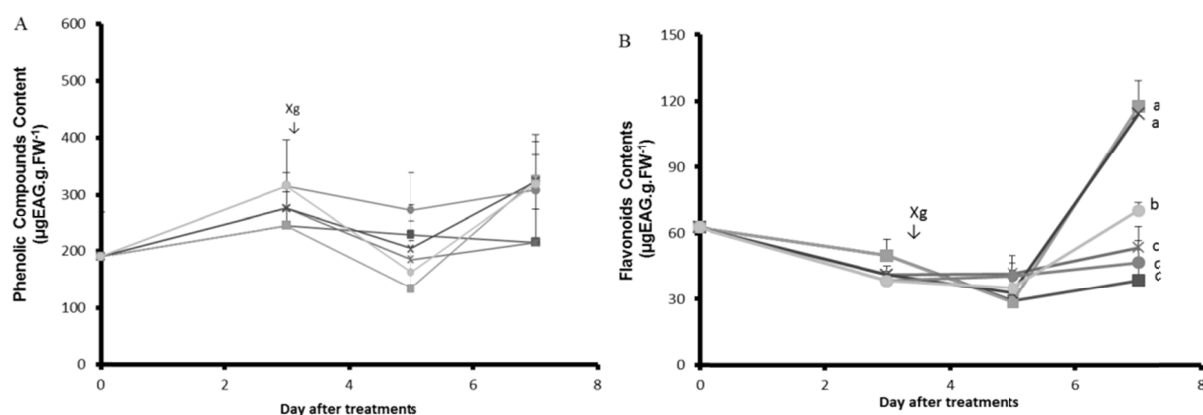 A
Phenolic Compounds Content
(µgEAG.g.FW⁻¹)
600
500
400
300
200
100
0
Xg
↓
0 2 4 6 8
Day after treatments
B
Flavonoids Contents
(µgEAG.g.FW⁻¹)
150
120
90
60
30
0
Xg
↓
a
a
b
0 2 4 6 8
Day after treatments